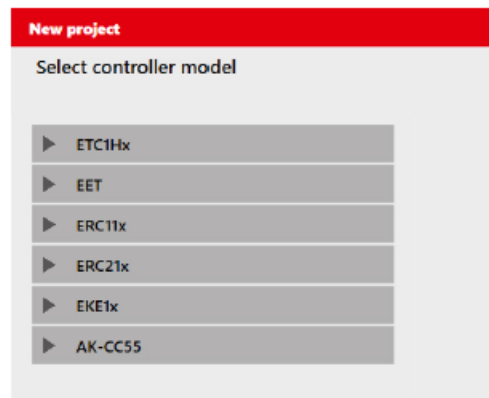 New project
Select controller model
ETC1Hx
EET
ERC11x
ERC21x
EKE1x
AK-CC55